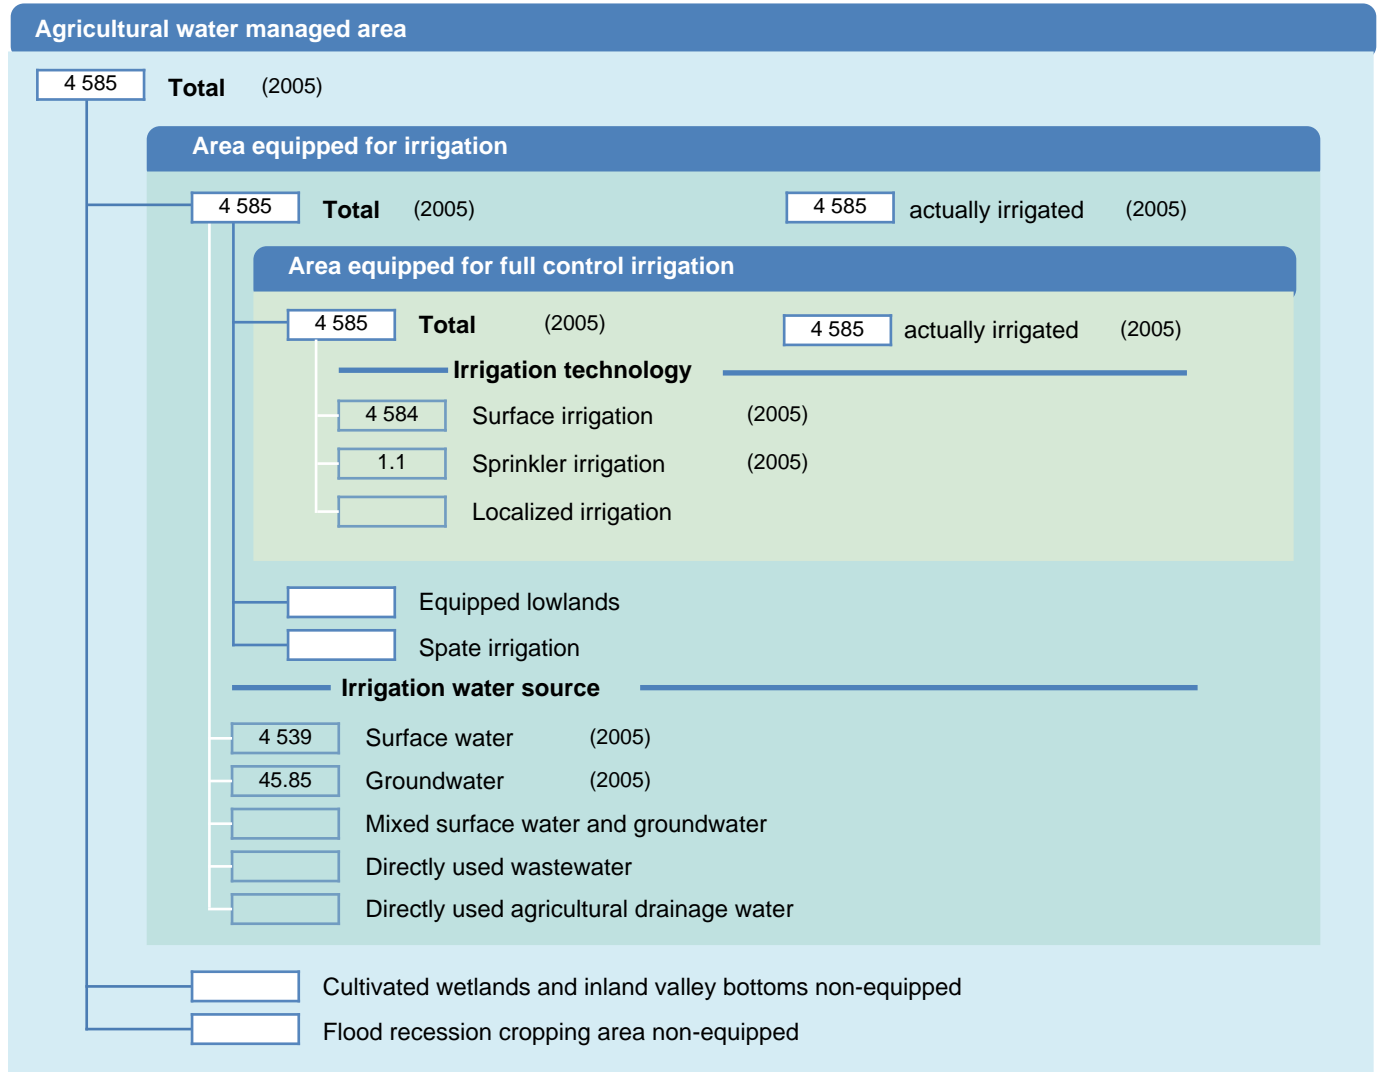 Agricultural water managed area
4 585 Total (2005)
Area equipped for irrigation
4 585 Total (2005) 4 585 actually irrigated (2005)
Area equipped for full control irrigation
4 585 Total (2005) 4 585 actually irrigated (2005)
Irrigation technology
4 584 Surface irrigation (2005)
1.1 Sprinkler irrigation (2005)
Localized irrigation
Equipped lowlands
Spate irrigation
Irrigation water source
4 539 Surface water (2005)
45.85 Groundwater (2005)
Mixed surface water and groundwater
Directly used wastewater
Directly used agricultural drainage water
Cultivated wetlands and inland valley bottoms non-equipped
Flood recession cropping area non-equipped